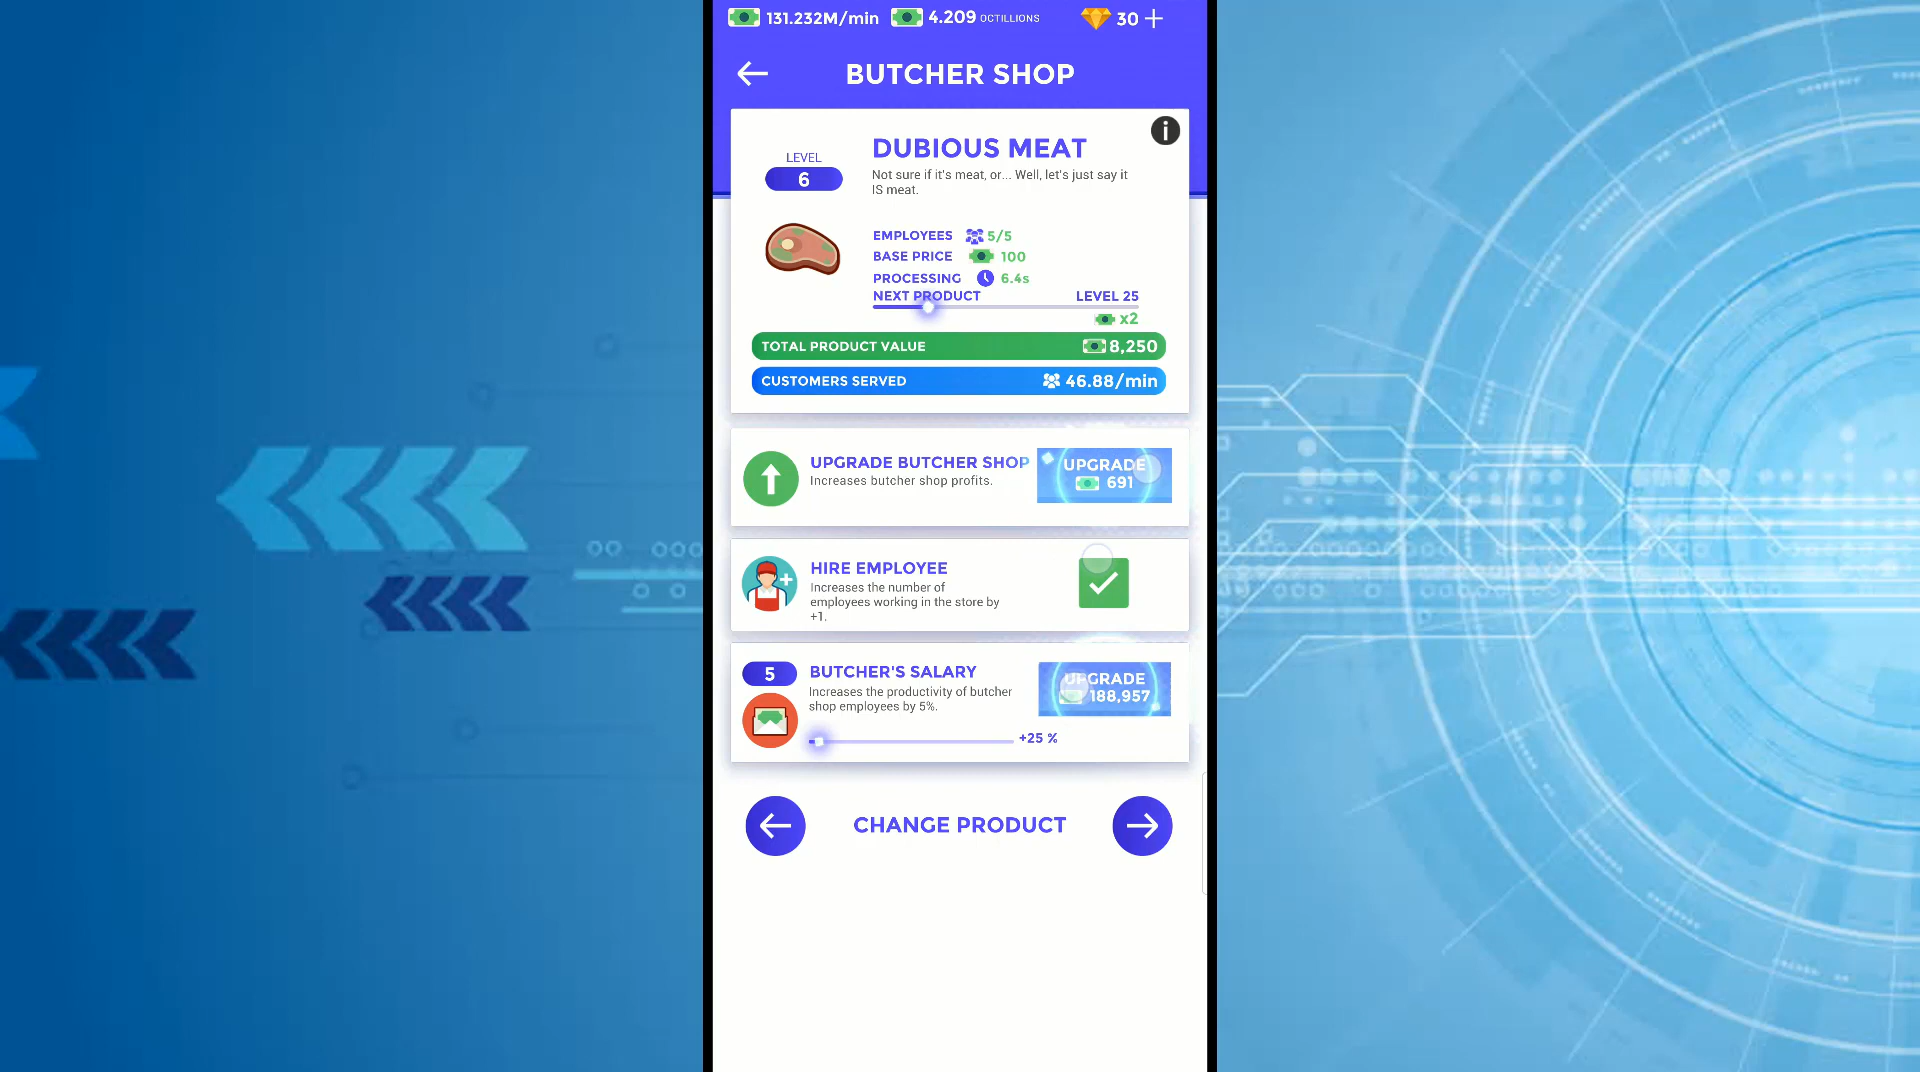 131.232M/min 4.209 OCTILLIONS 30
BUTCHER SHOP
i
DUBIOUS MEAT
LEVEL
6
Not sure if it's meat, or... Well, let's just say it
IS meat.
EMPLOYEES 5/5
BASE PRICE 100
PROCESSING 6.4s
NEXT PRODUCT LEVEL 25
x2
TOTAL PRODUCT VALUE 8,250
CUSTOMERS SERVED 46.88/min
UPGRADE BUTCHER SHOP
Increases butcher shop profits.
UPGRADE
691
HIRE EMPLOYEE
Increases the number of
employees working in the store by
+1.
5
BUTCHER'S SALARY
Increases the productivity of butcher
shop employees by 5%.
UPGRADE
188,957
+25 %
CHANGE PRODUCT